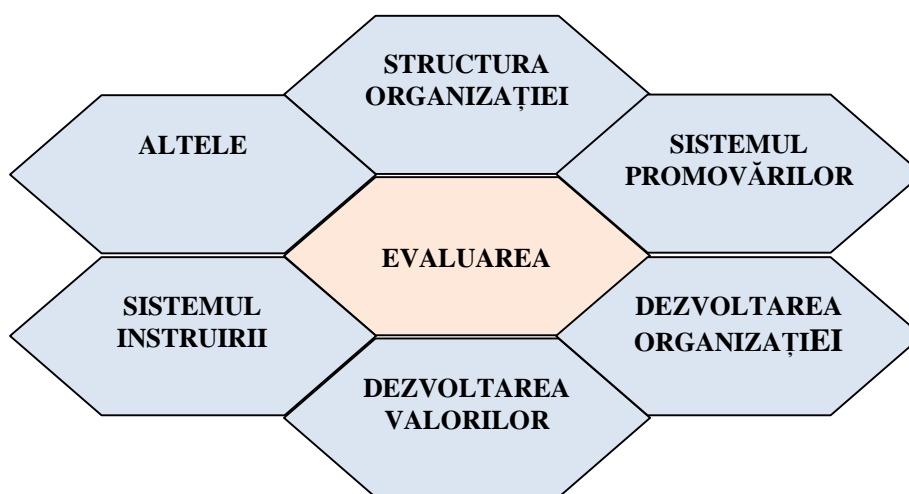 STRUCTURA
ORGANIZAȚIEI
ALTELE
SISTEMUL
PROMOVĂRILOR
EVALUAREA
SISTEMUL
INSTRUIRII
DEZVOLTAREA
ORGANIZAȚIEI
DEZVOLTAREA
VALORILOR